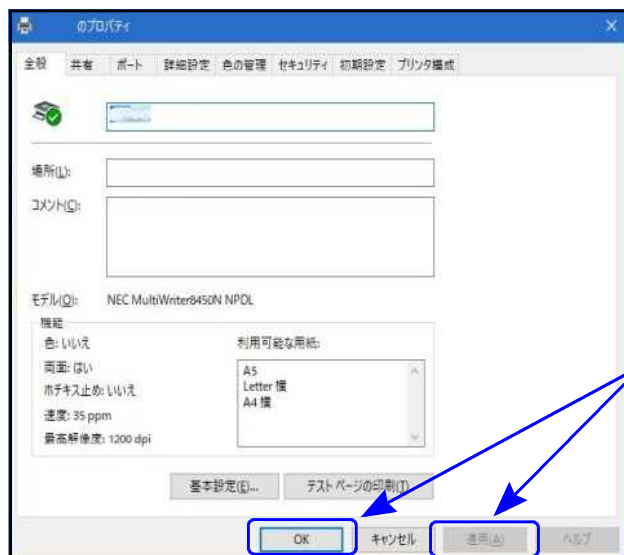 のプロパティ
全般 共有 ポート 詳細設定 色の管理 セキュリティ 初期設定 プリンタ構成
場所(L):
コメント(C):
モデル(O): NEC MultiWriter8450N NPDL
機能
色: いいえ
利用可能な用紙:
両面: はい
A5
ホチキス止め: いいえ
Letter 横
速度: 35 ppm
A4 横
最高解像度: 1200 dpi
基本設定(E)... テスト ページの印刷(T)
OK キャンセル 適用(A) ヘルプ